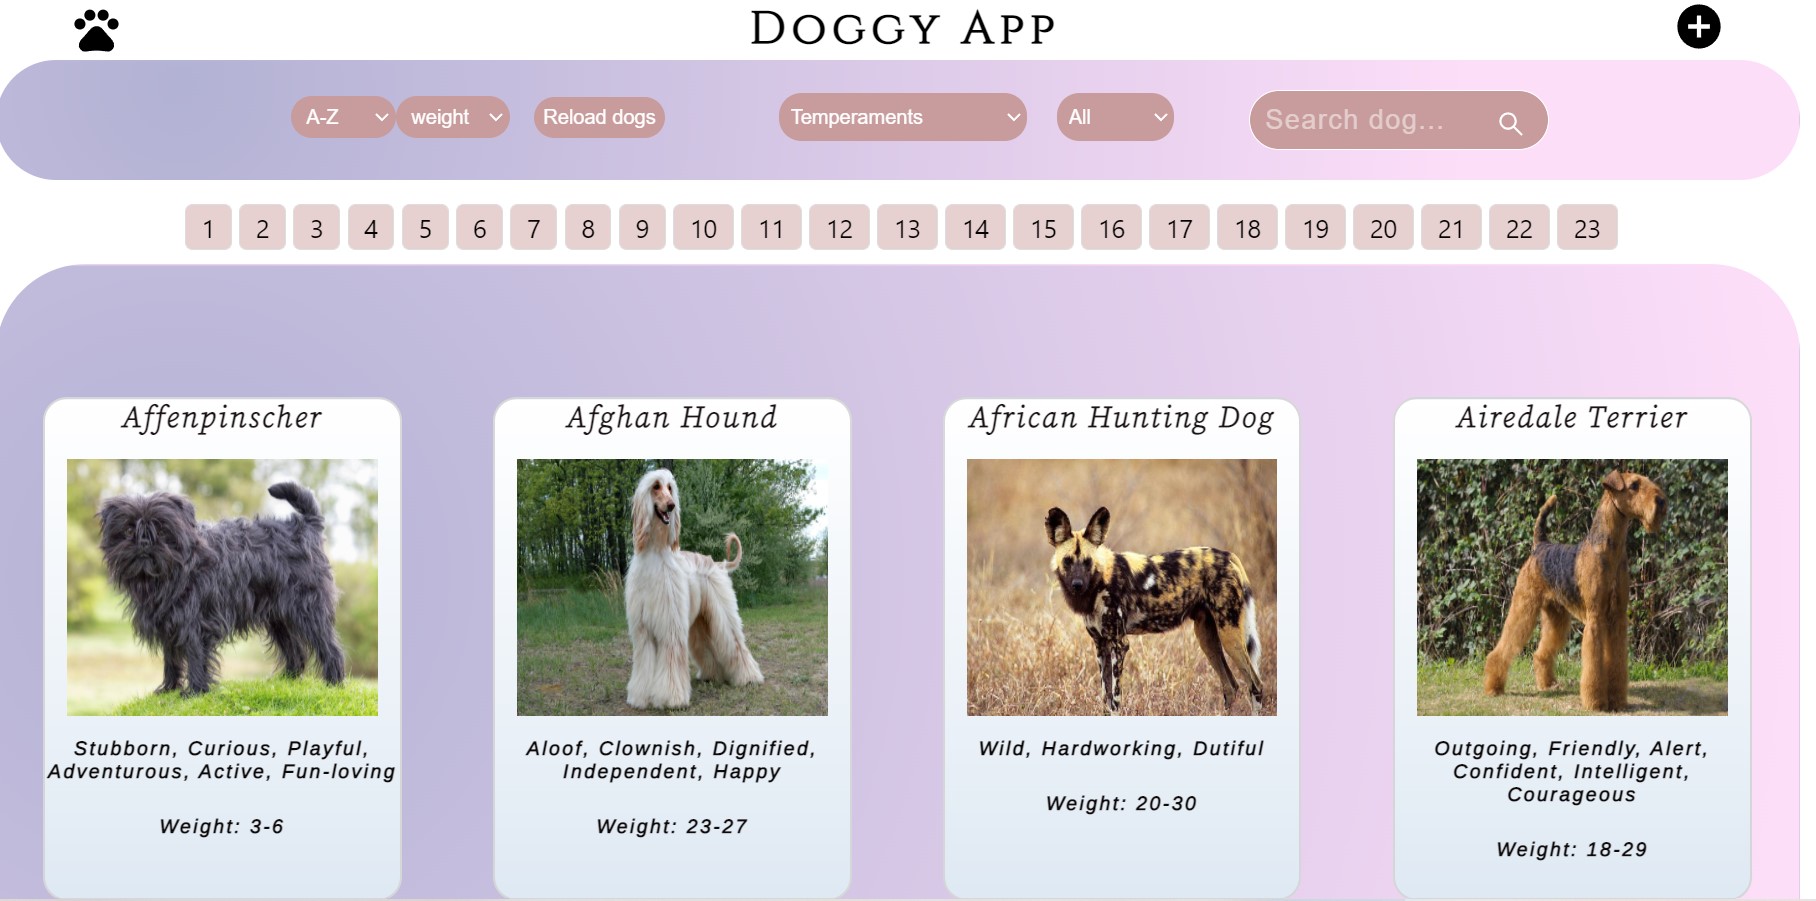 Doggy App
A-Z weight Reload dogs Temperaments All Search dog...
1 2 3 4 5 6 7 8 9 10 11 12 13 14 15 16 17 18 19 20 21 22 23
Affenpinscher
Stubborn, Curious, Playful,
Adventurous, Active, Fun-loving
Weight: 3-6
Afghan Hound
Aloof, Clownish, Dignified,
Independent, Happy
Weight: 23-27
African Hunting Dog
Wild, Hardworking, Dutiful
Weight: 20-30
Airedale Terrier
Outgoing, Friendly, Alert,
Confident, Intelligent,
Courageous
Weight: 18-29